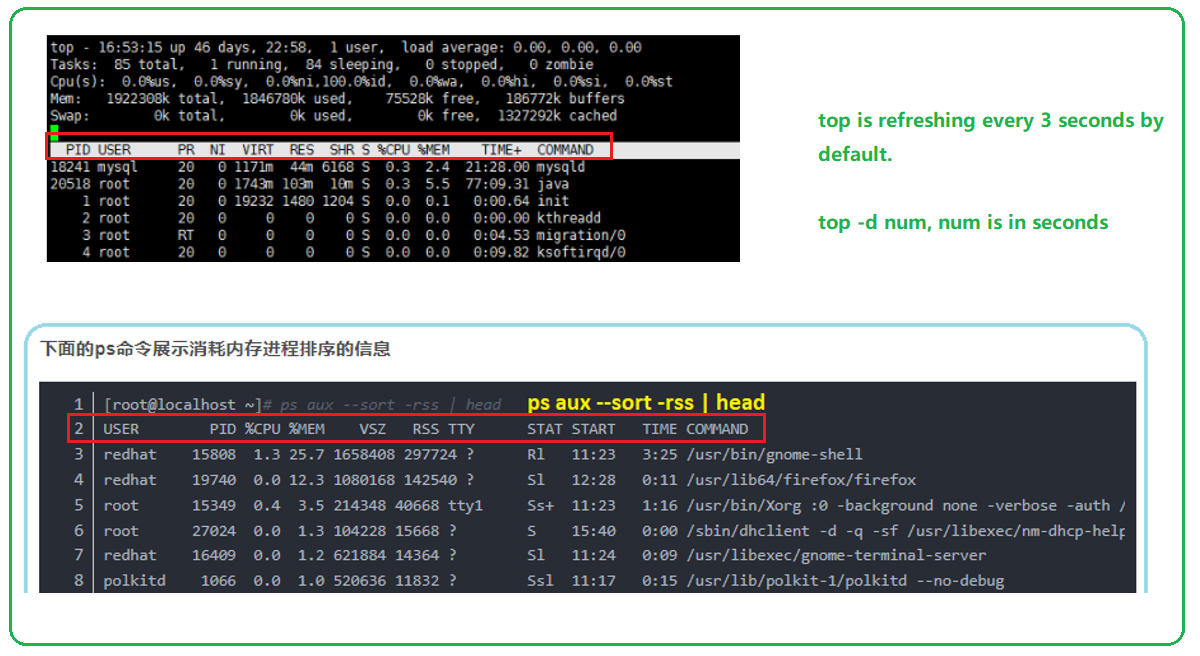 top - 16:53:15 up 46 days, 22:58,  1 user,  load average: 0.00, 0.00, 0.00
Tasks:  85 total,   1 running,  84 sleeping,   0 stopped,   0 zombie
Cpu(s):  0.0%us,  0.0%sy,  0.0%ni,100.0%id,  0.0%wa,  0.0%hi,  0.0%si,  0.0%st
Mem:   1922308k total,  1846780k used,    75528k free,   186772k buffers
Swap:        0k total,        0k used,        0k free,  1327292k cached
PID USER      PR  NI  VIRT  RES  SHR S %CPU %MEM    TIME+  COMMAND
18241 mysql     20   0 1171m  44m 6168 S  0.3  2.4  21:28.00 mysqld
20518 root      20   0 1743m 103m  10m S  0.3  5.5  77:09.31 java
1 root      20   0 19232 1480 1204 S  0.0  0.1   0:00.64 init
2 root      20   0     0    0    0 S  0.0  0.0   0:00.00 kthreadd
3 root      RT   0     0    0    0 S  0.0  0.0   0:04.53 migration/0
4 root      20   0     0    0    0 S  0.0  0.0   0:09.82 ksoftirqd/0
top is refreshing every 3 seconds by
default.
top -d num, num is in seconds
下面的ps命令展示消耗内存进程排序的信息
1 [root@localhost ~]# ps aux --sort -rss | head ps aux --sort -rss | head
2 USER       PID %CPU %MEM    VSZ   RSS TTY      STAT START   TIME COMMAND
3 redhat    15808  1.3 25.7 1658408 297724 ?      Rl   11:23   3:25 /usr/bin/gnome-shell
4 redhat    19740  0.0 12.3 1080168 142540 ?      Sl   12:28   0:11 /usr/lib64/firefox/firefox
5 root      15349  0.4  3.5 214348 40668 tty1     Ss+  11:23   1:16 /usr/bin/Xorg :0 -background none -verbose -auth /
6 root      27024  0.0  1.3 104228 15668 ?        S    15:40   0:00 /sbin/dhclient -d -q -sf /usr/libexec/nm-dhcp-help
7 redhat    16409  0.0  1.2 621884 14364 ?        Sl   11:24   0:09 /usr/libexec/gnome-terminal-server
8 polkitd    1066  0.0  1.0 520636 11832 ?        Ssl  11:17   0:15 /usr/lib/polkit-1/polkitd --no-debug